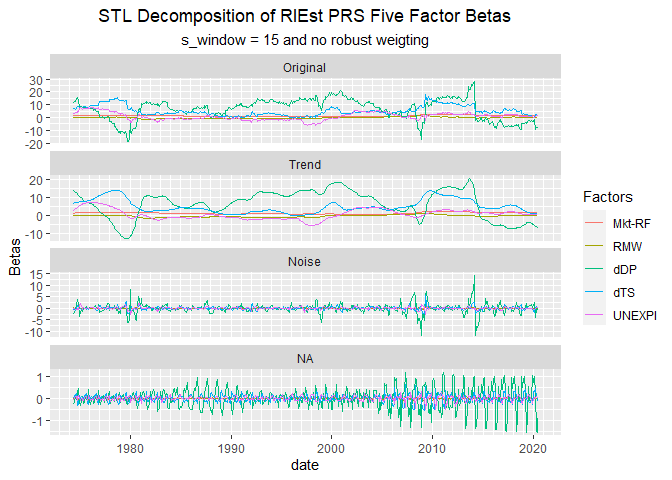 STL Decomposition of RIEst PRS Five Factor Betas
s_window = 15 and no robust weigting
Original
30
20
10
0
-10
-20
Trend
20
10
0
-10
Noise
15
10
5
0
-5
-10
NA
1
0
-1
1980
1990
2000
2010
2020
date
Betas
Factors
Mkt-RF
RMW
dDP
dTS
UNEXPI